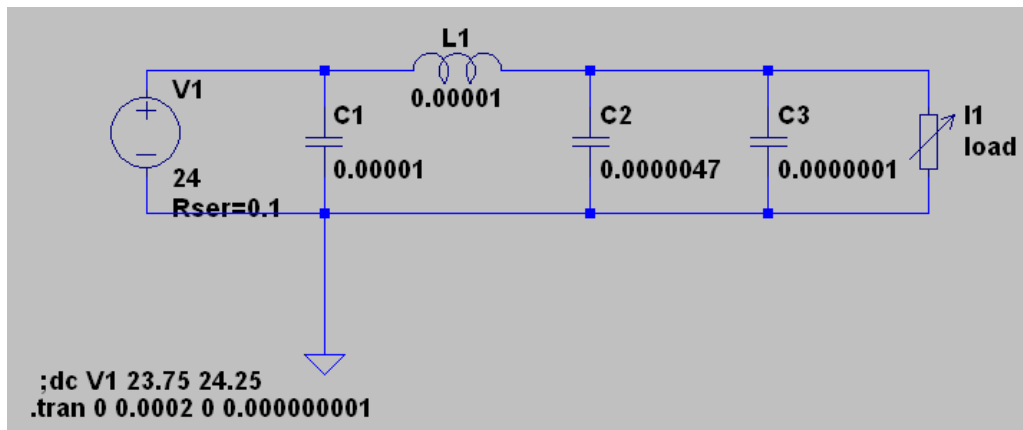 L1
0.00001
V1
24
Rser=0.1
C1
0.00001
C2
0.0000047
C3
0.0000001
I1
load
;dc V1 23.75 24.25
.tran 0 0.0002 0 0.000000001